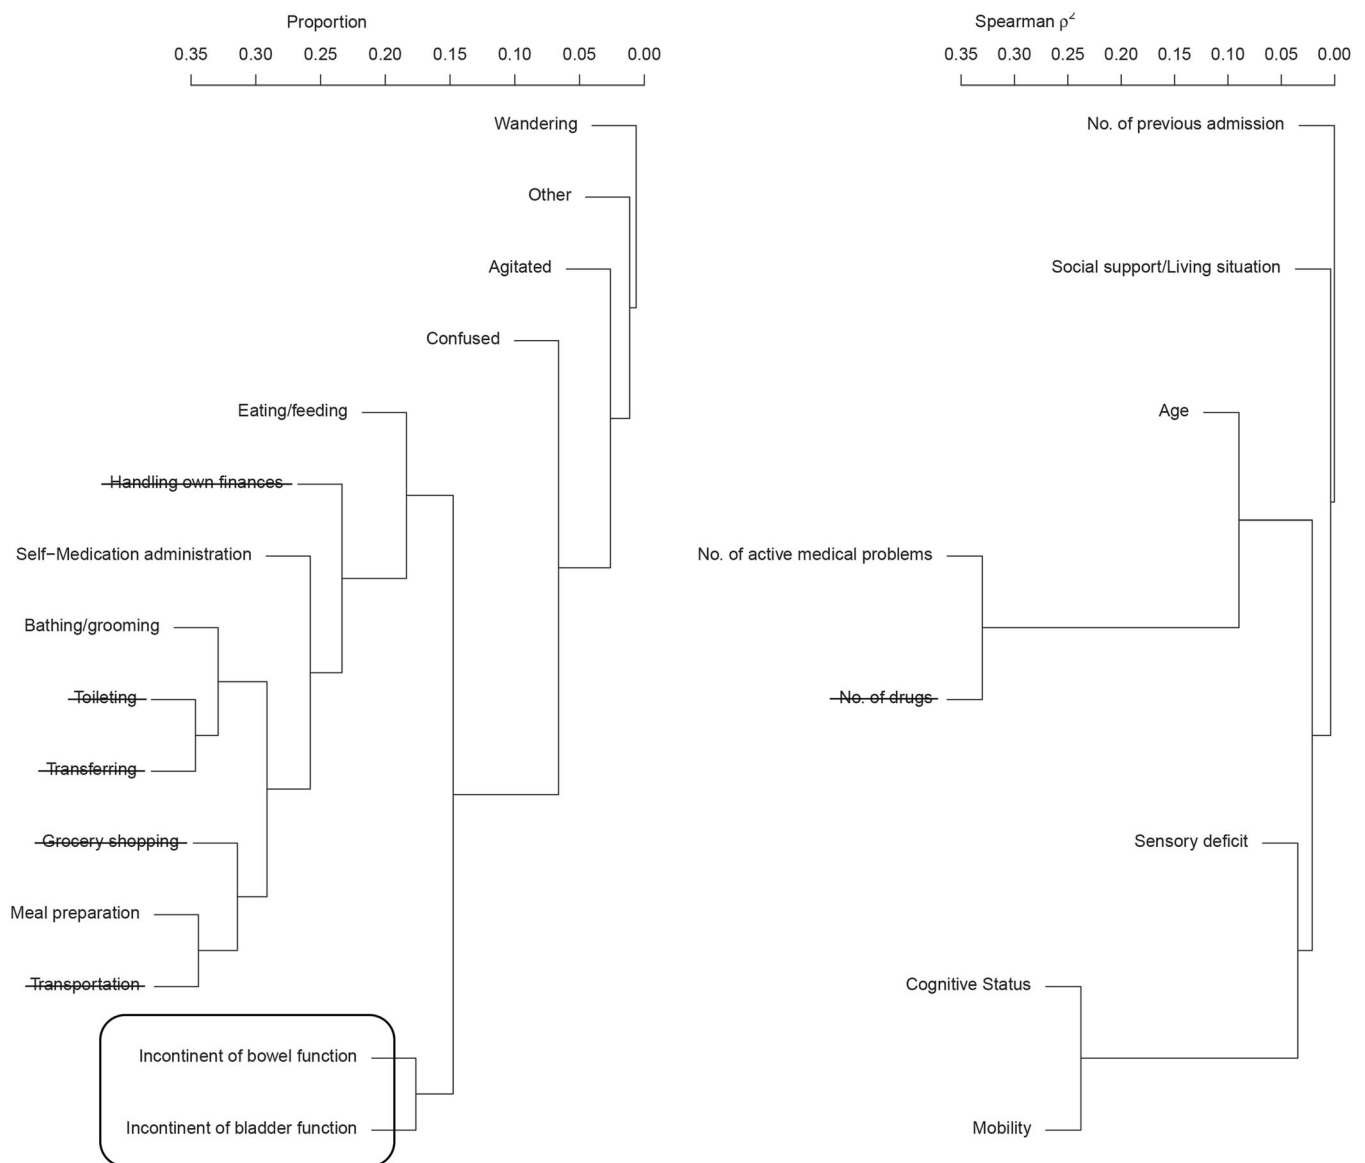 Proportion
0.35 0.30 0.25 0.20 0.15 0.10 0.05 0.00
Wandering
Other
Agitated
Confused
Eating/feeding
Handling own finances
Self−Medication administration
Bathing/grooming
Toileting
Transferring
Grocery shopping
Meal preparation
Transportation
Incontinent of bowel function
Incontinent of bladder function
Spearman ρ²
0.35 0.30 0.25 0.20 0.15 0.10 0.05 0.00
No. of previous admission
Social support/Living situation
Age
No. of active medical problems
No. of drugs
Sensory deficit
Cognitive Status
Mobility